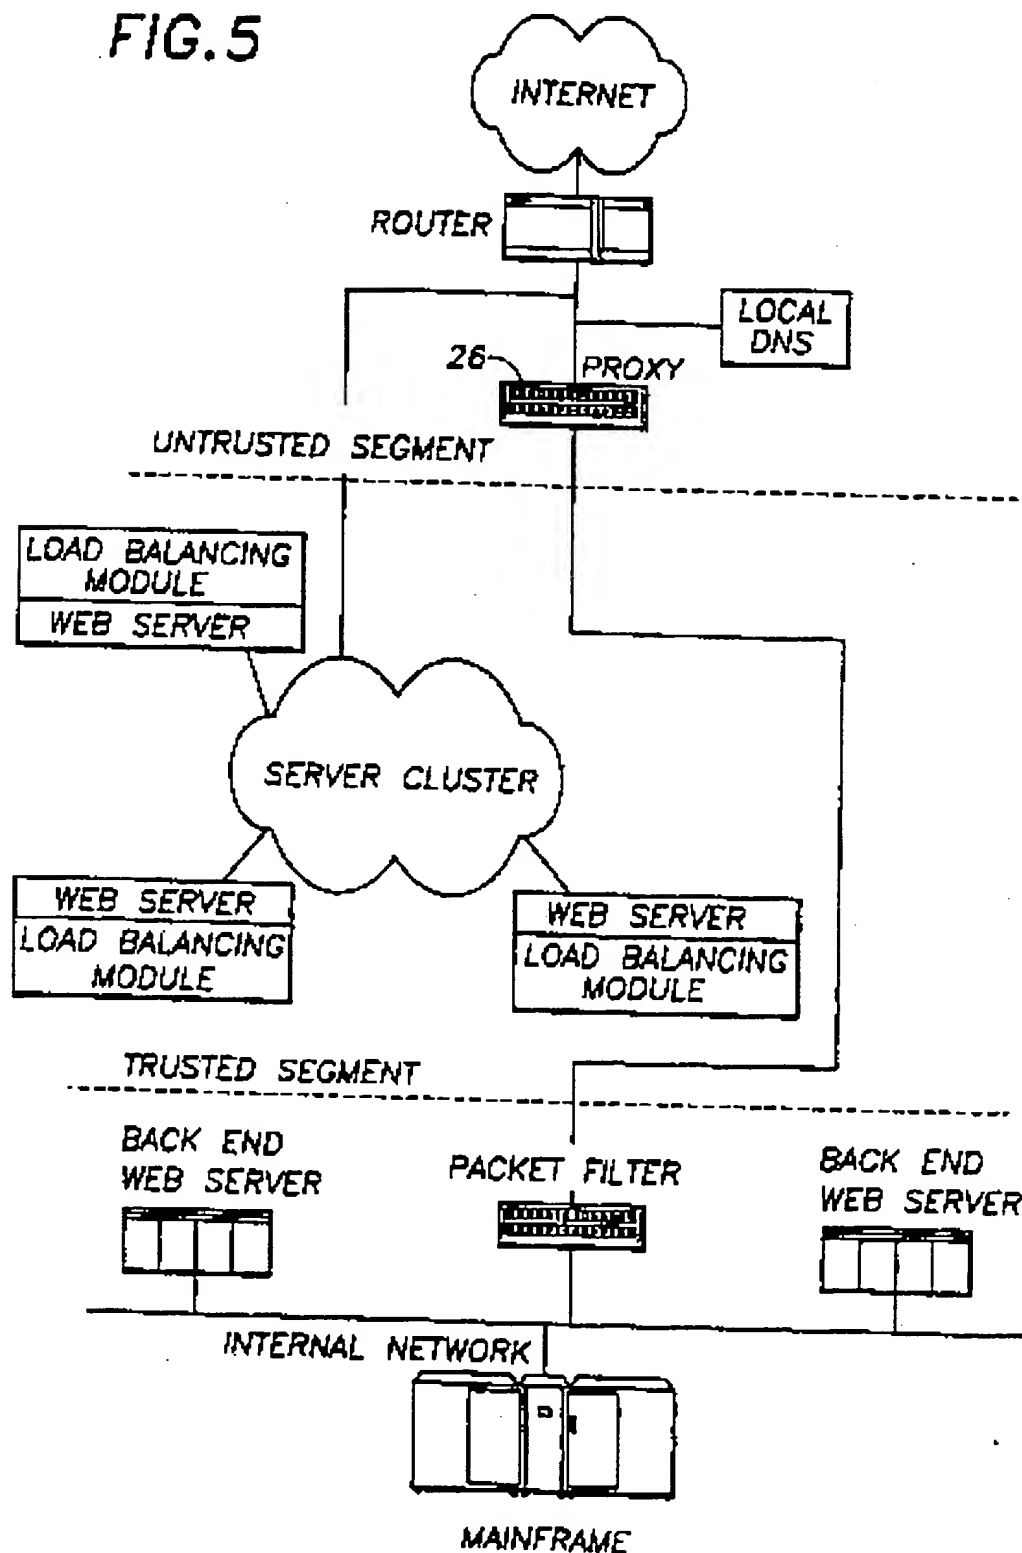 FIG.5
INTERNET
ROUTER
LOCAL
DNS
26
PROXY
UNTRUSTED SEGMENT
LOAD BALANCING
MODULE
WEB SERVER
SERVER CLUSTER
WEB SERVER
LOAD BALANCING
MODULE
WEB SERVER
LOAD BALANCING
MODULE
TRUSTED SEGMENT
BACK END
WEB SERVER
PACKET FILTER
BACK END
WEB SERVER
INTERNAL NETWORK
MAINFRAME